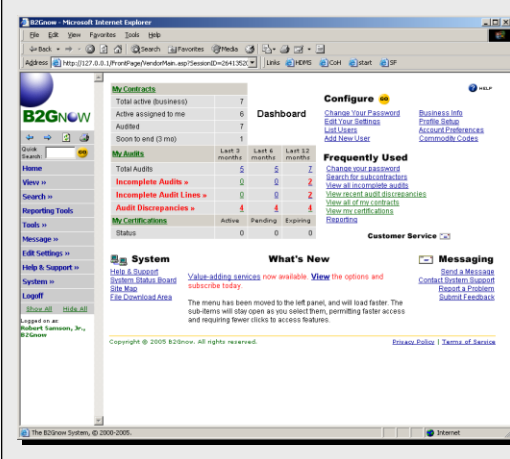 B2Gnow - Microsoft Internet Explorer
File Edit View Favorites Tools Help
Back Search Favorites Media
Address http://127.0.0.1/FrontPage/VendorMain.asp?SessionID=2641352 Links HDMS CoH start SF
B2GNOW
Quick Search: GO
Home
View »
Search »
Reporting Tools
Tools »
Message »
Edit Settings »
Help & Support »
System »
Logoff
Show All Hide All
Logged on as:
Robert Samson, Jr.,
B2Gnow
My Contracts
Total active (business) 7
Active assigned to me 6
Audited 7
Soon to end (3 mo) 1
Dashboard
My Audits Last 3 months Last 6 months Last 12 months
Total Audits 5 5 7
Incomplete Audits » 0 0 2
Incomplete Audit Lines » 0 0 2
Audit Discrepancies » 4 4 4
My Certifications Active Pending Expiring
Status 0 0 0
HELP
Configure GO
Change Your Password Business Info
Edit Your Settings Profile Setup
List Users Account Preferences
Add New User Commodity Codes
Frequently Used
Change your password
Search for subcontractors
View all incomplete audits
View recent audit discrepancies
View all of my contracts
View my certifications
Reporting
Customer Service
System
Help & Support
System Status Board
Site Map
File Download Area
What's New
Value-adding services now available. View the options and
subscribe today.
The menu has been moved to the left panel, and will load faster. The
sub-items will stay open as you select them, permitting faster access
and requiring fewer clicks to access features.
Messaging
Send a Message
Contact System Support
Report a Problem
Submit Feedback
Copyright © 2005 B2Gnow. All rights reserved. Privacy Policy | Terms of Service
The B2Gnow System, © 2000-2005. Internet